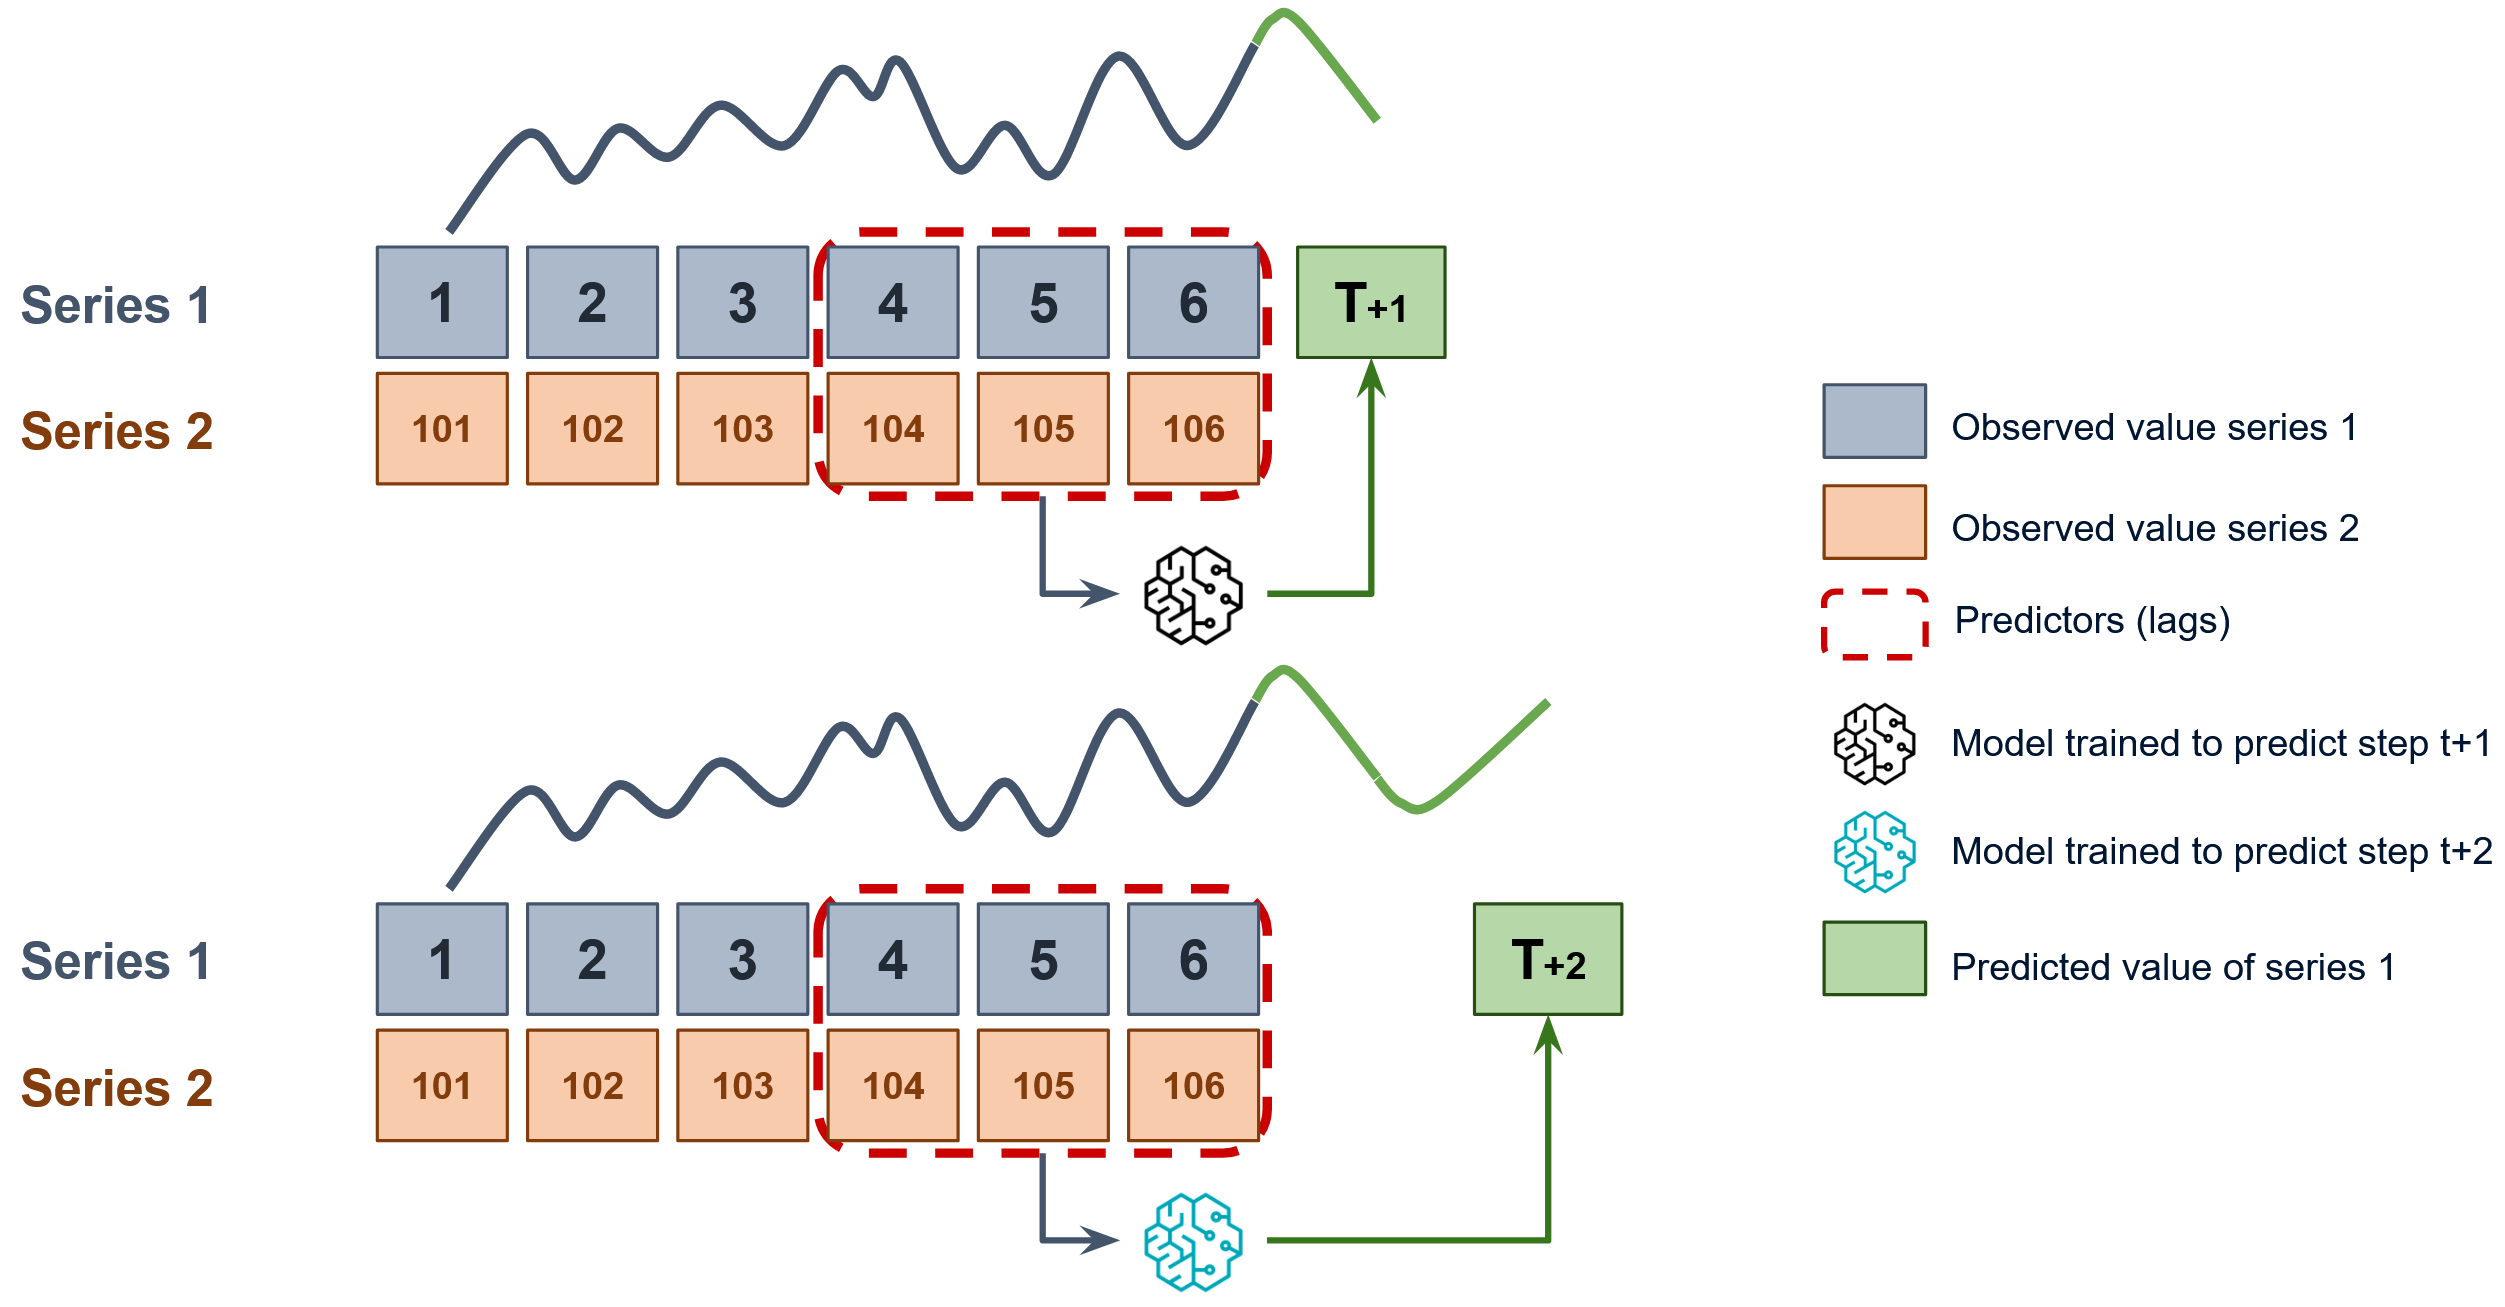 Series 1 1 2 3 4 5 6 T+1
Series 2 101 102 103 104 105 106
Series 1 1 2 3 4 5 6 T+2
Series 2 101 102 103 104 105 106
Observed value series 1
Observed value series 2
Predictors (lags)
Model trained to predict step t+1
Model trained to predict step t+2
Predicted value of series 1